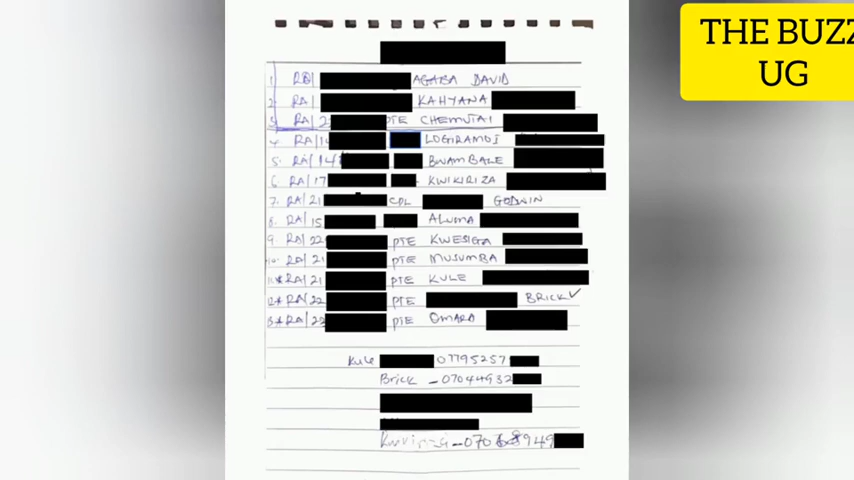 THE BUZZ
UG
1 RO/ AGABA DAVID
2 RA/ KAHYANA
3 RA/2 PTE CHEMUTAI
4. RA/14 LOGIRAMOI
5. RA/14 BWAMBALE
6 RA/17 KWIKIRIZA
7. RA/21 CPL GODWIN
8. RA/15 ALUMA
9. RA/22 PTE KWESIGA
10. RA/21 PTE MUSUMBA
11 RA/21 PTE KULE
12 RA/22 PTE BRICK ✓
13 RA/22 PTE OMARA
Kule 07795257
Brick - 07044932